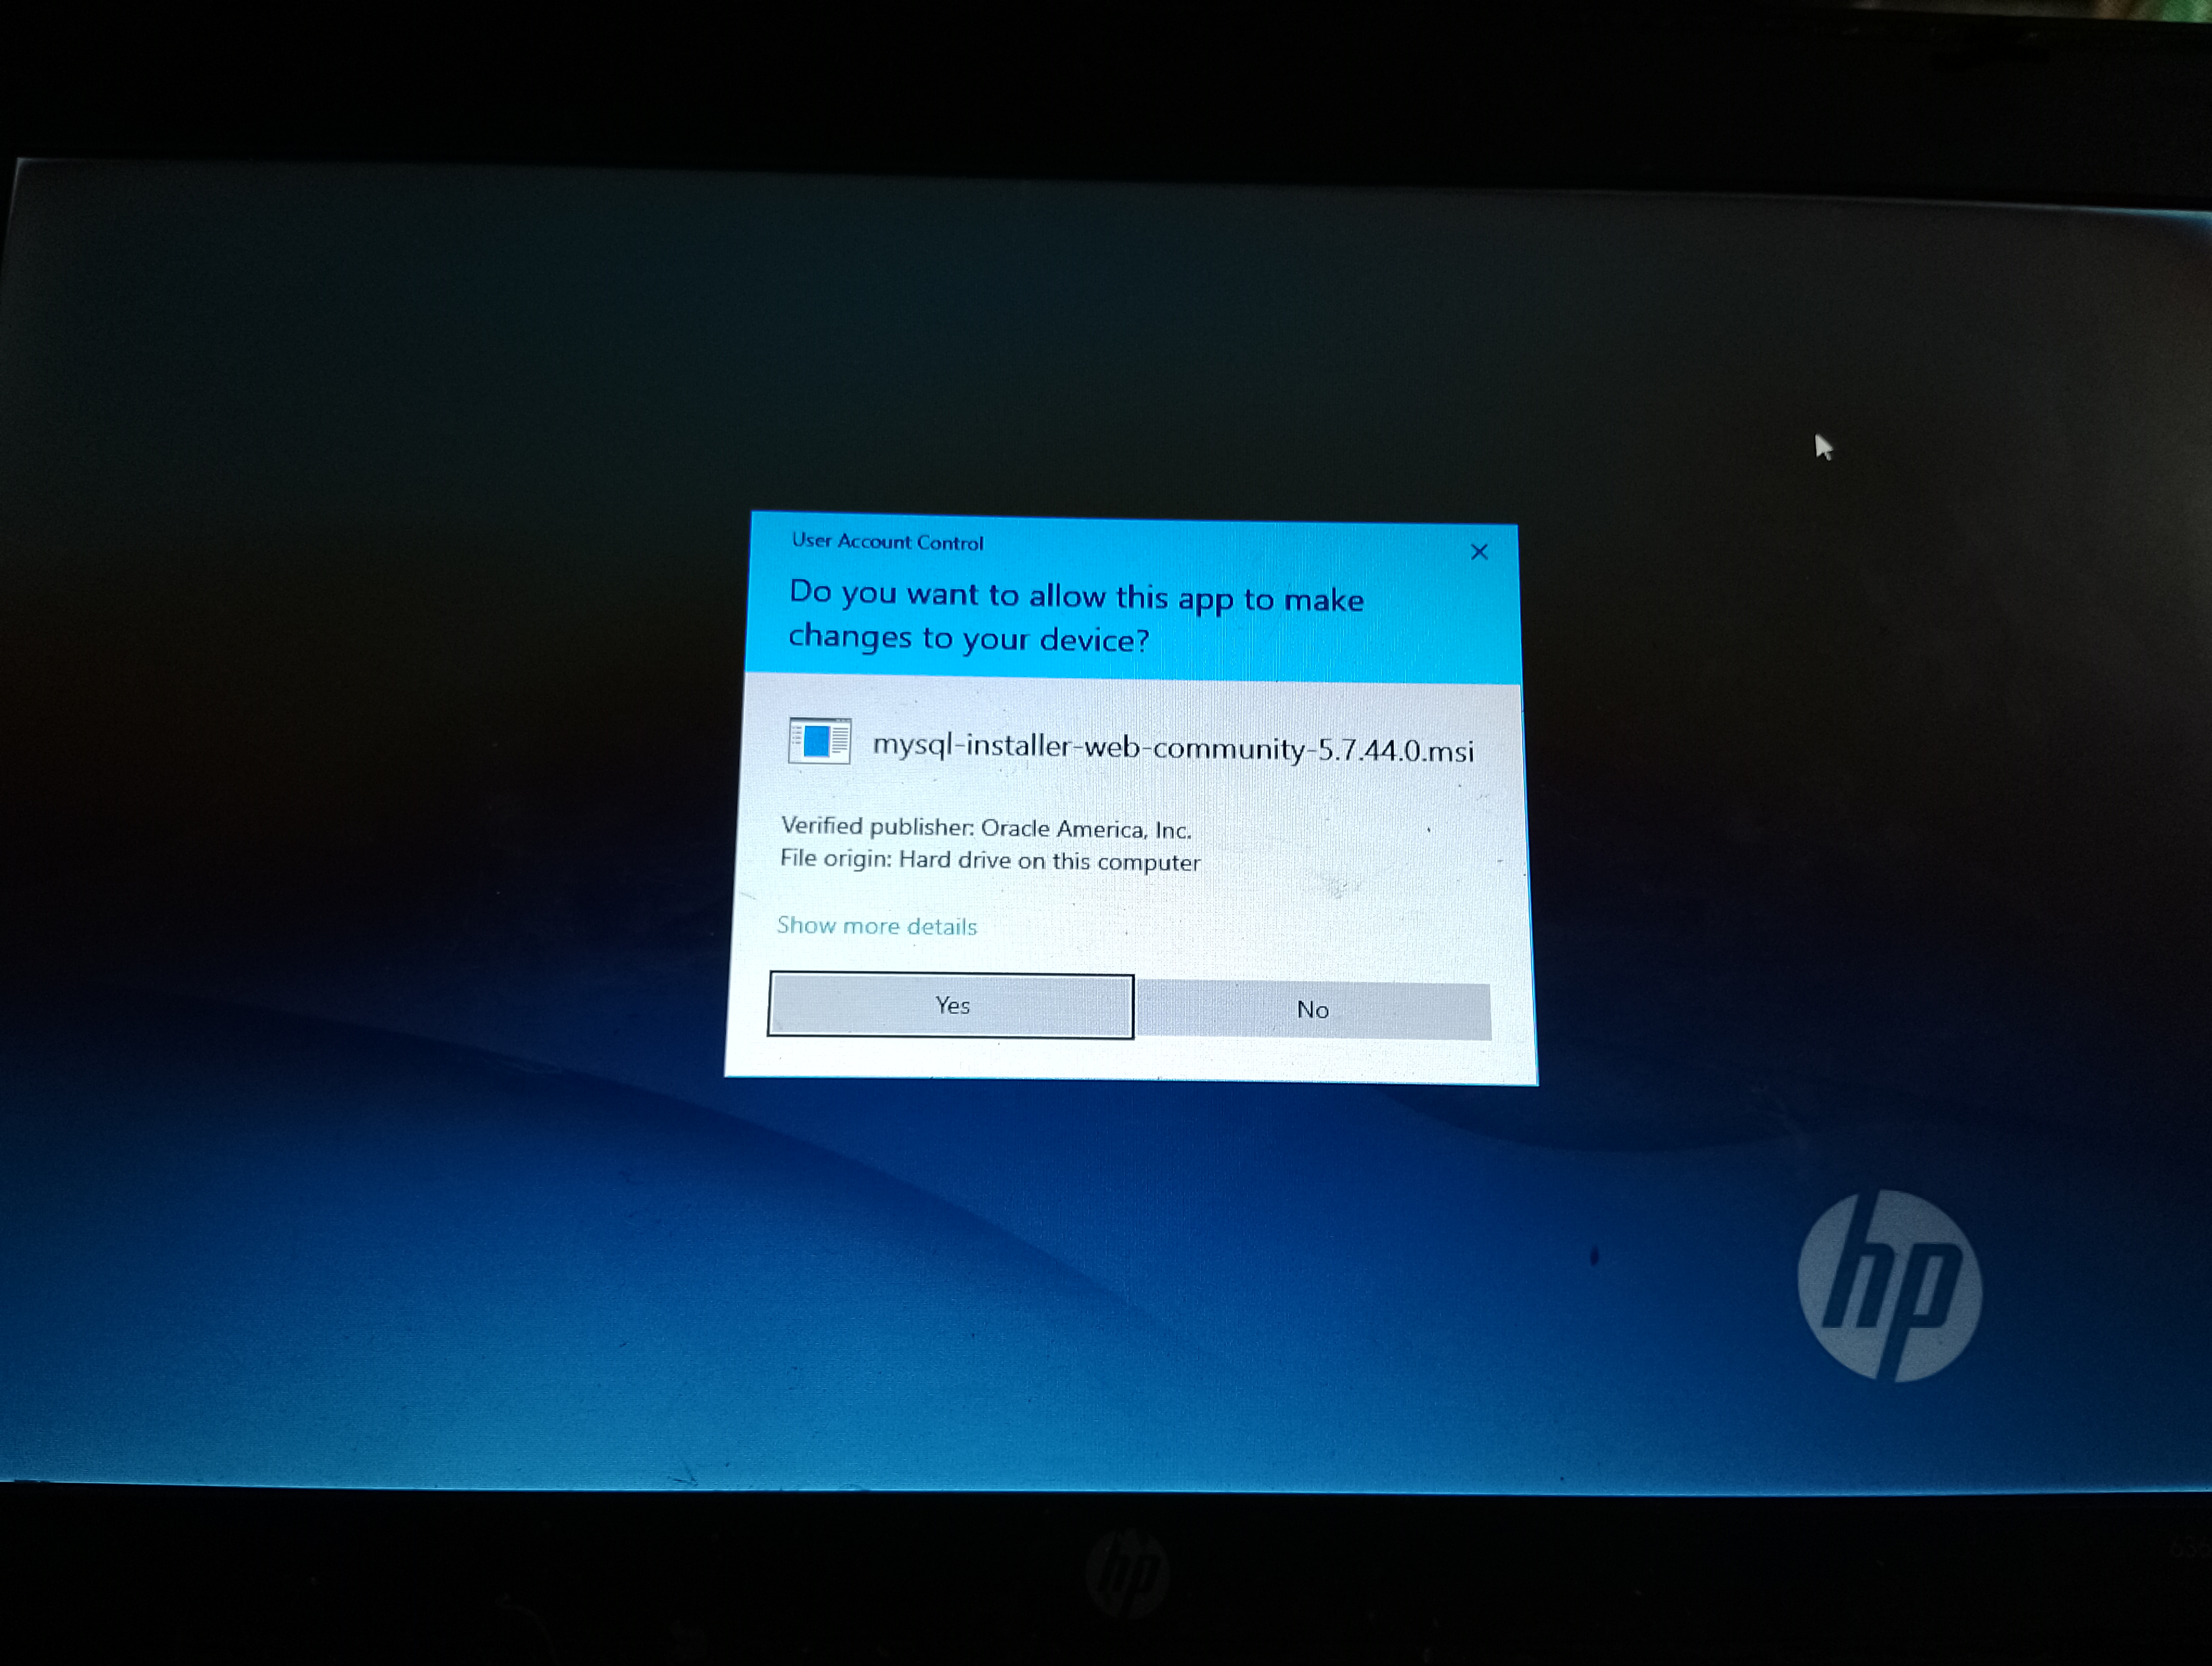 User Account Control
Do you want to allow this app to make
changes to your device?
mysql-installer-web-community-5.7.44.0.msi
Verified publisher: Oracle America, Inc.
File origin: Hard drive on this computer
Show more details
Yes
No
hp
hp